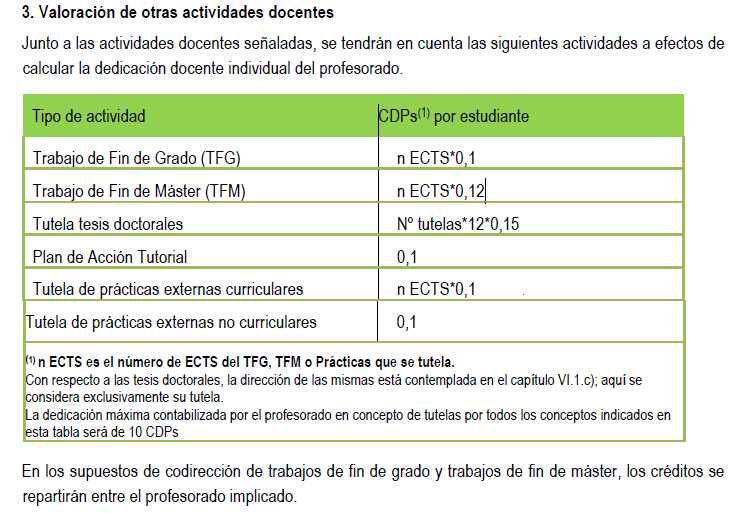 3. Valoración de otras actividades docentes
Junto a las actividades docentes señaladas, se tendrán en cuenta las siguientes actividades a efectos de
calcular la dedicación docente individual del profesorado.
Tipo de actividad CDPs(1) por estudiante
Trabajo de Fin de Grado (TFG) n ECTS*0,1
Trabajo de Fin de Máster (TFM) n ECTS*0,12
Tutela tesis doctorales Nº tutelas*12*0,15
Plan de Acción Tutorial 0,1
Tutela de prácticas externas curriculares n ECTS*0,1
Tutela de prácticas externas no curriculares 0,1
(1) n ECTS es el número de ECTS del TFG, TFM o Prácticas que se tutela.
Con respecto a las tesis doctorales, la dirección de las mismas está contemplada en el capítulo VI.1.c); aquí se
considera exclusivamente su tutela.
La dedicación máxima contabilizada por el profesorado en concepto de tutelas por todos los conceptos indicados en
esta tabla será de 10 CDPs
En los supuestos de codirección de trabajos de fin de grado y trabajos de fin de máster, los créditos se
repartirán entre el profesorado implicado.